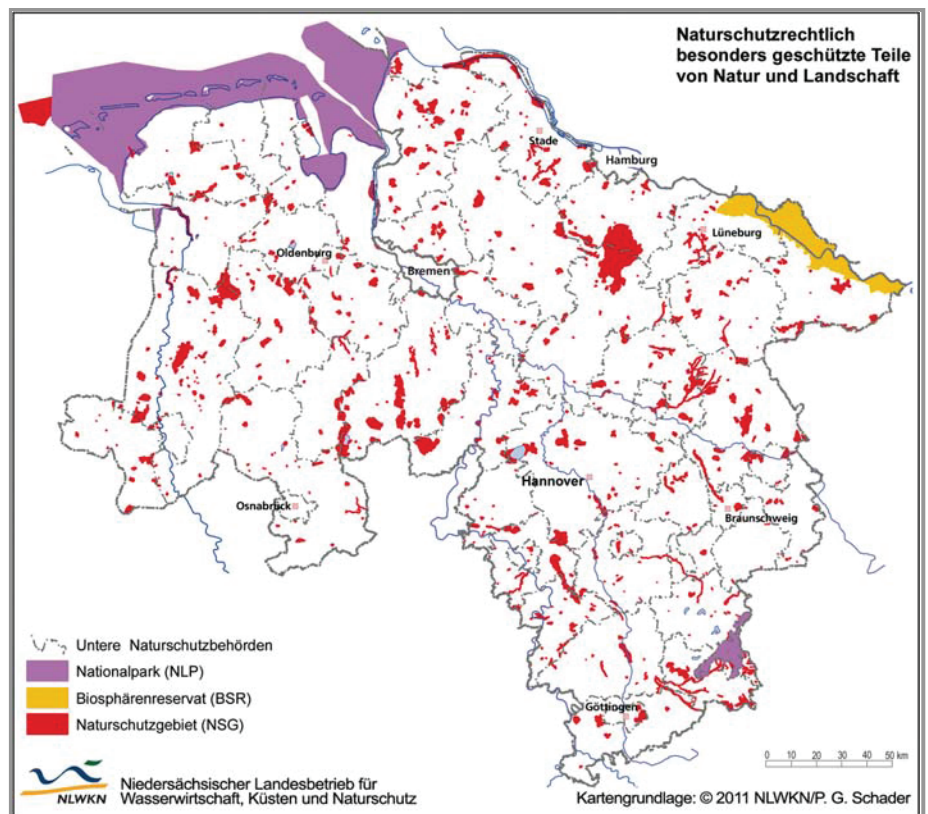 Naturschutzrechtlich
besonders geschützte Teile
von Natur und Landschaft
Stade
Hamburg
Lüneburg
Oldenburg
Bremen
Hannover
Osnabrück
Braunschweig
Göttingen
Untere Naturschutzbehörden
Nationalpark (NLP)
Biosphärenreservat (BSR)
Naturschutzgebiet (NSG)
0 10 20 30 40 50 km
NLWKN
Niedersächsischer Landesbetrieb für
Wasserwirtschaft, Küsten und Naturschutz
Kartengrundlage: © 2011 NLWKN/P. G. Schader